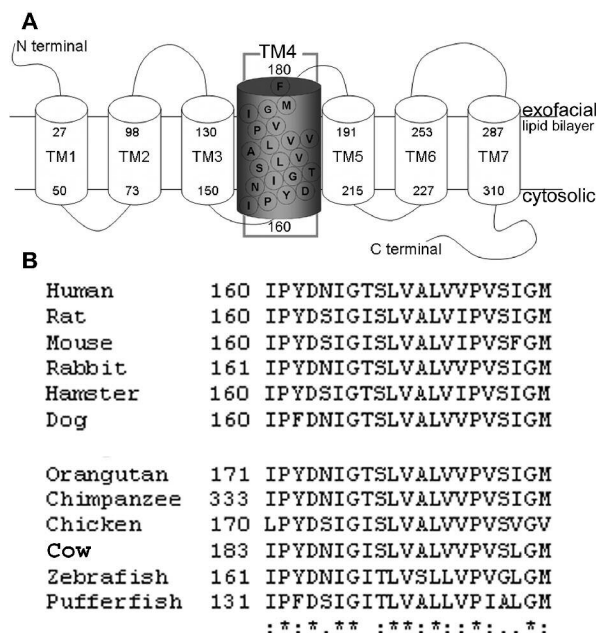 A
TM4
N terminal
180
F
I G M
P V
A L V V
S L V
N I G T
I P Y D
160
27 98 130 191 253 287
TM1 TM2 TM3 TM5 TM6 TM7
50 73 150 215 227 310
exofacial
lipid bilayer
cytosolic
C terminal
B
Human 160 IPYDNIGTSLVALVVPVSIGM
Rat 160 IPYDSIGISLVALVIPVSIGM
Mouse 160 IPYDSIGISLVALVIPVSFGM
Rabbit 161 IPYDNIGTSLVALVVPVSIGM
Hamster 160 IPYDSIGISLVALVIPVSIGM
Dog 160 IPFDNIGTSLVALVVPVSIGM
Orangutan 171 IPYDNIGTSLVALVVPVSIGM
Chimpanzee 333 IPYDNIGTSLVALVVPVSIGM
Chicken 170 LPYDSIGISLVALVVPVSVGV
Cow 183 IPYDNIGISLVALVVPVSLGM
Zebrafish 161 IPYDNIGITLVSLLVPVGLGM
Pufferfish 131 IPFDSIGITLVALLVPIALGM
:*:*.** :**:*::*:..*: